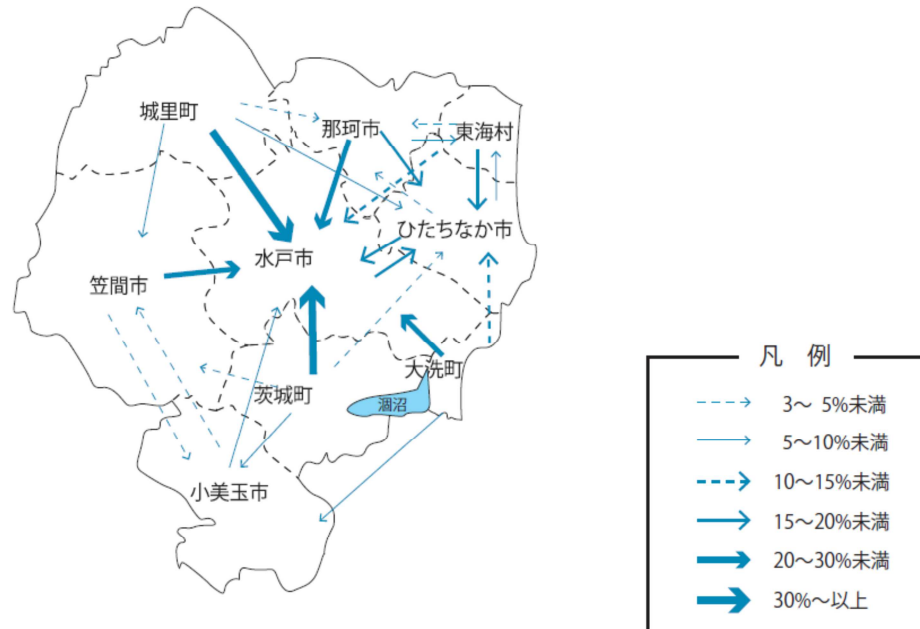 城里町
那珂市
東海村
ひたちなか市
水戸市
笠間市
大洗町
茨城町
涸沼
小美玉市
凡 例
3～ 5%未満
5～10%未満
10～15%未満
15～20%未満
20～30%未満
30%～以上